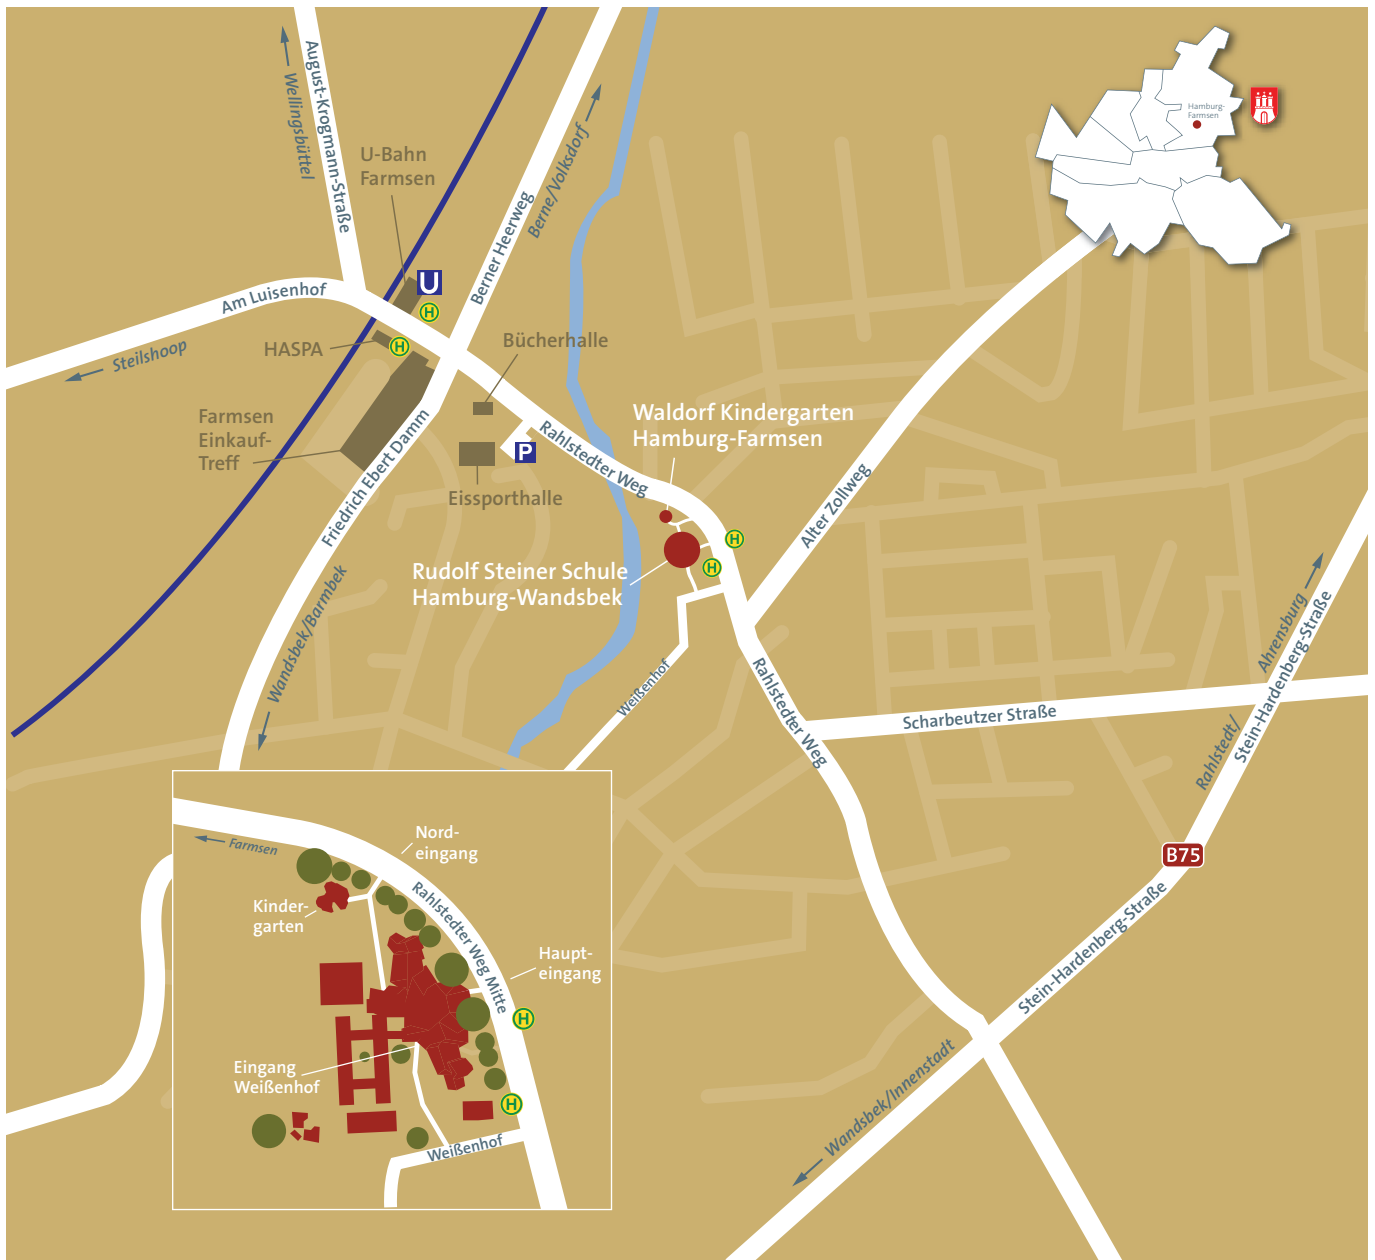 August-Krogmann-Straße
Wellingsbüttel
U-Bahn
Farmsen
Berne/Volksdorf
Berner Heerweg
Hamburg-
Farmsen
U
H
Am Luisenhof
Steilshoop
HASPA
H
Bücherhalle
Farmsen
Einkauf-
Treff
Friedrich Ebert Damm
P
Eissporthalle
Rahlstedter Weg
Waldorf Kindergarten
Hamburg-Farmsen
Alter Zollweg
H
H
Rudolf Steiner Schule
Hamburg-Wandsbek
Wandsbek/Barmbek
Weißenhof
Rahlstedter Weg
Scharbeutzer Straße
Ahrensburg
Rahlstedt/
Stein-Hardenberg-Straße
B75
Stein-Hardenberg-Straße
Wandsbek/Innenstadt
Farmsen
Nord-
eingang
Rahlstedter Weg Mitte
Kinder-
garten
Haupt-
eingang
H
Eingang
Weißenhof
H
Weißenhof